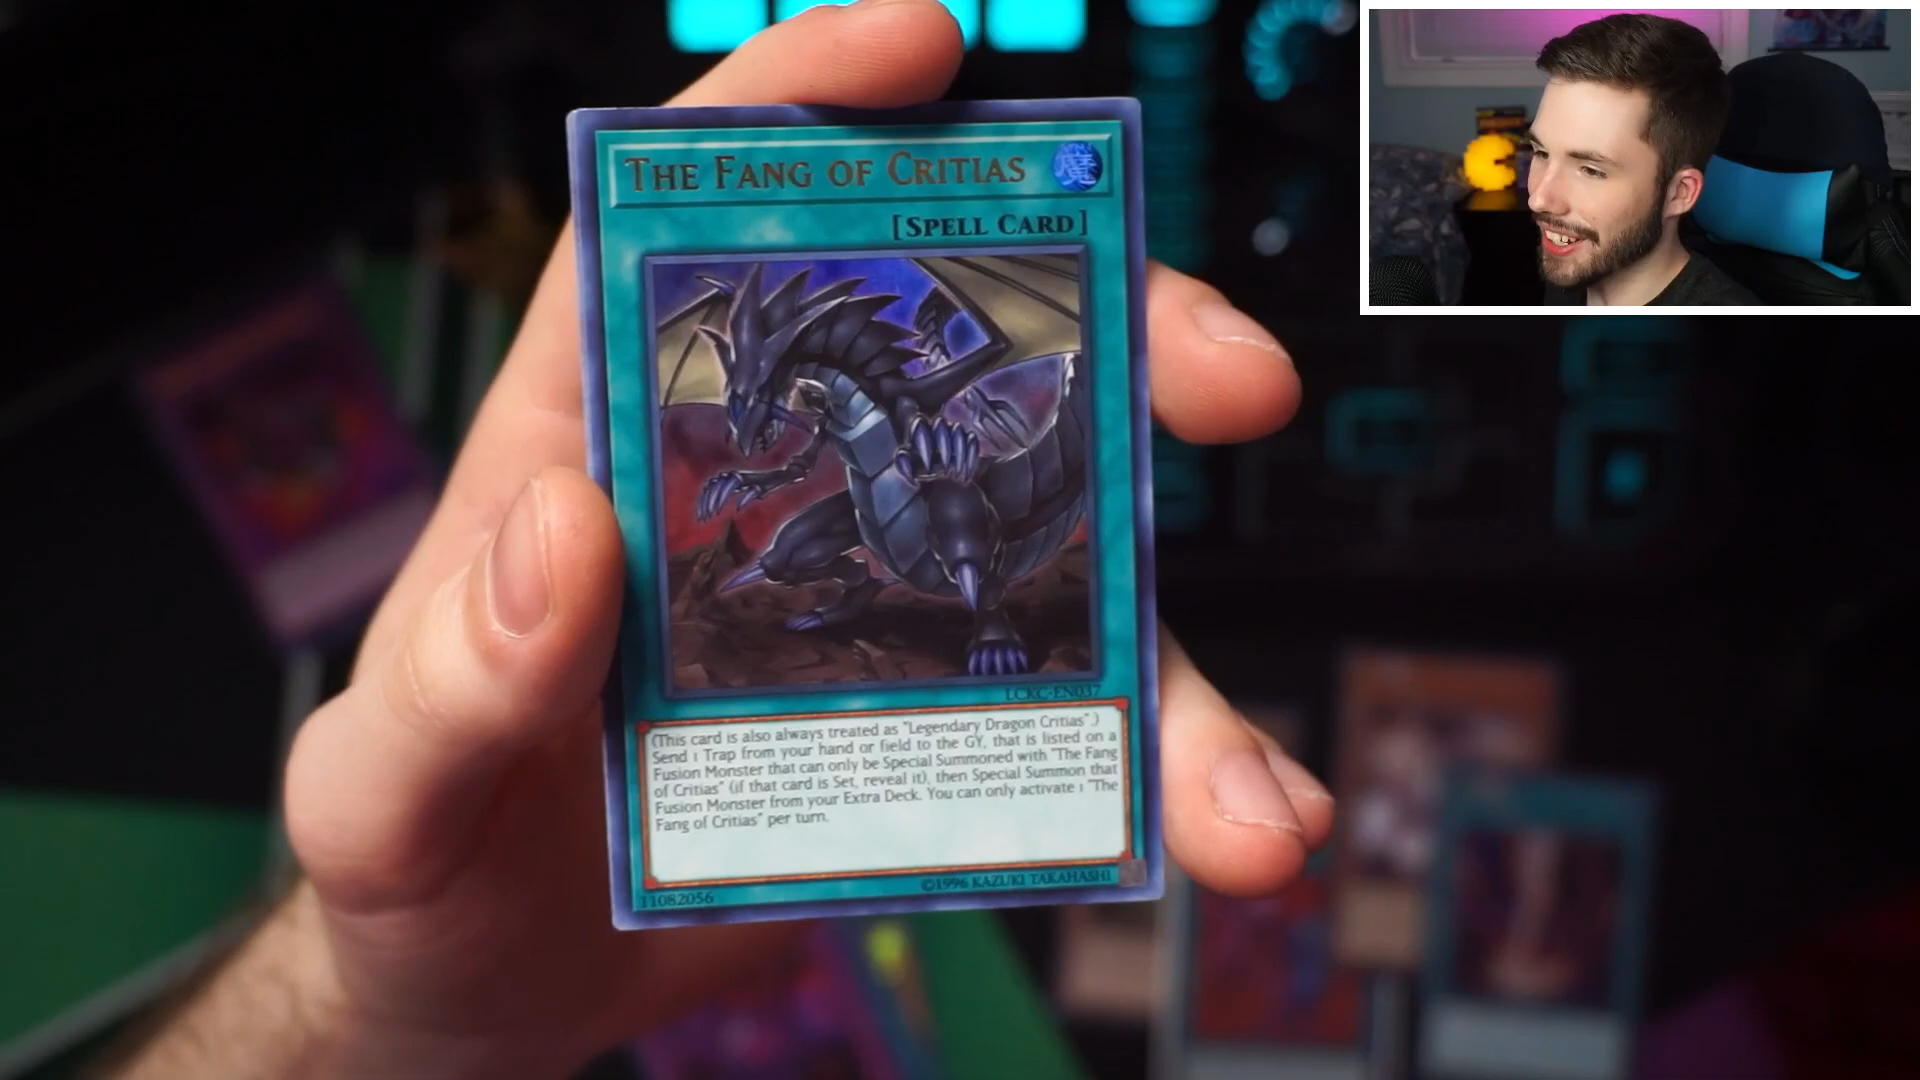 THE FANG OF CRITIAS
魔
[SPELL CARD]
LCKC-EN037
(This card is also always treated as "Legendary Dragon Critias".)
Send 1 Trap from your hand or field to the GY, that is listed on a
Fusion Monster that can only be Special Summoned with "The Fang
of Critias" (if that card is Set, reveal it), then Special Summon that
Fusion Monster from your Extra Deck. You can only activate 1 "The
Fang of Critias" per turn.
11082056
©1996 KAZUKI TAKAHASHI